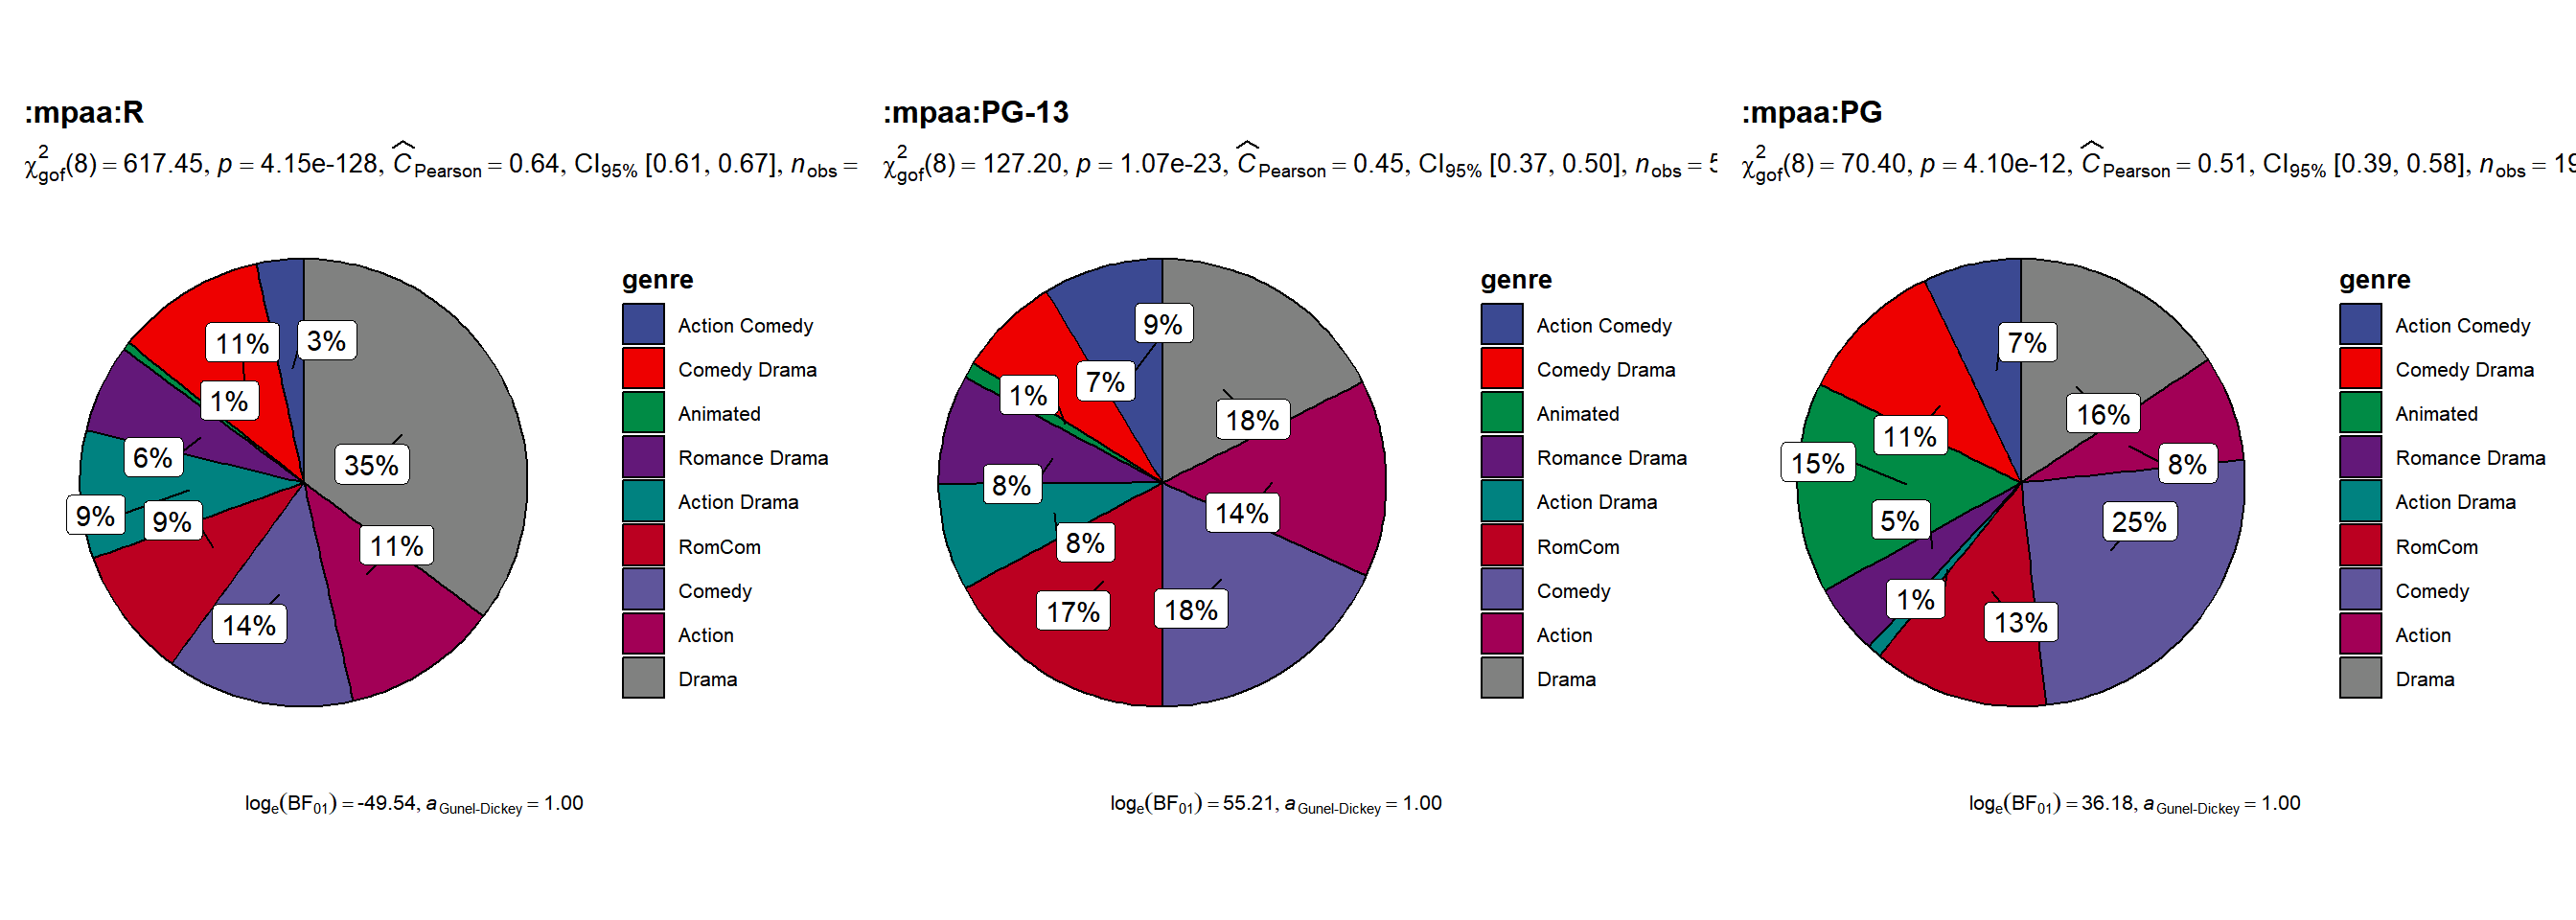 :mpaa:R
χ²gof(8) = 617.45, p = 4.15e-128, ĈPearson = 0.64, CI95% [0.61, 0.67], nobs =
3%
11%
1%
6%
35%
9%
9%
11%
14%
genre
Action Comedy
Comedy Drama
Animated
Romance Drama
Action Drama
RomCom
Comedy
Action
Drama
loge(BF01) = -49.54, aGunel-Dickey = 1.00
:mpaa:PG-13
χ²gof(8) = 127.20, p = 1.07e-23, ĈPearson = 0.45, CI95% [0.37, 0.50], nobs =
9%
7%
1%
18%
8%
14%
8%
17%
18%
genre
Action Comedy
Comedy Drama
Animated
Romance Drama
Action Drama
RomCom
Comedy
Action
Drama
loge(BF01) = 55.21, aGunel-Dickey = 1.00
:mpaa:PG
χ²gof(8) = 70.40, p = 4.10e-12, ĈPearson = 0.51, CI95% [0.39, 0.58], nobs =
7%
16%
11%
15%
8%
5%
25%
1%
13%
genre
Action Comedy
Comedy Drama
Animated
Romance Drama
Action Drama
RomCom
Comedy
Action
Drama
loge(BF01) = 36.18, aGunel-Dickey = 1.00